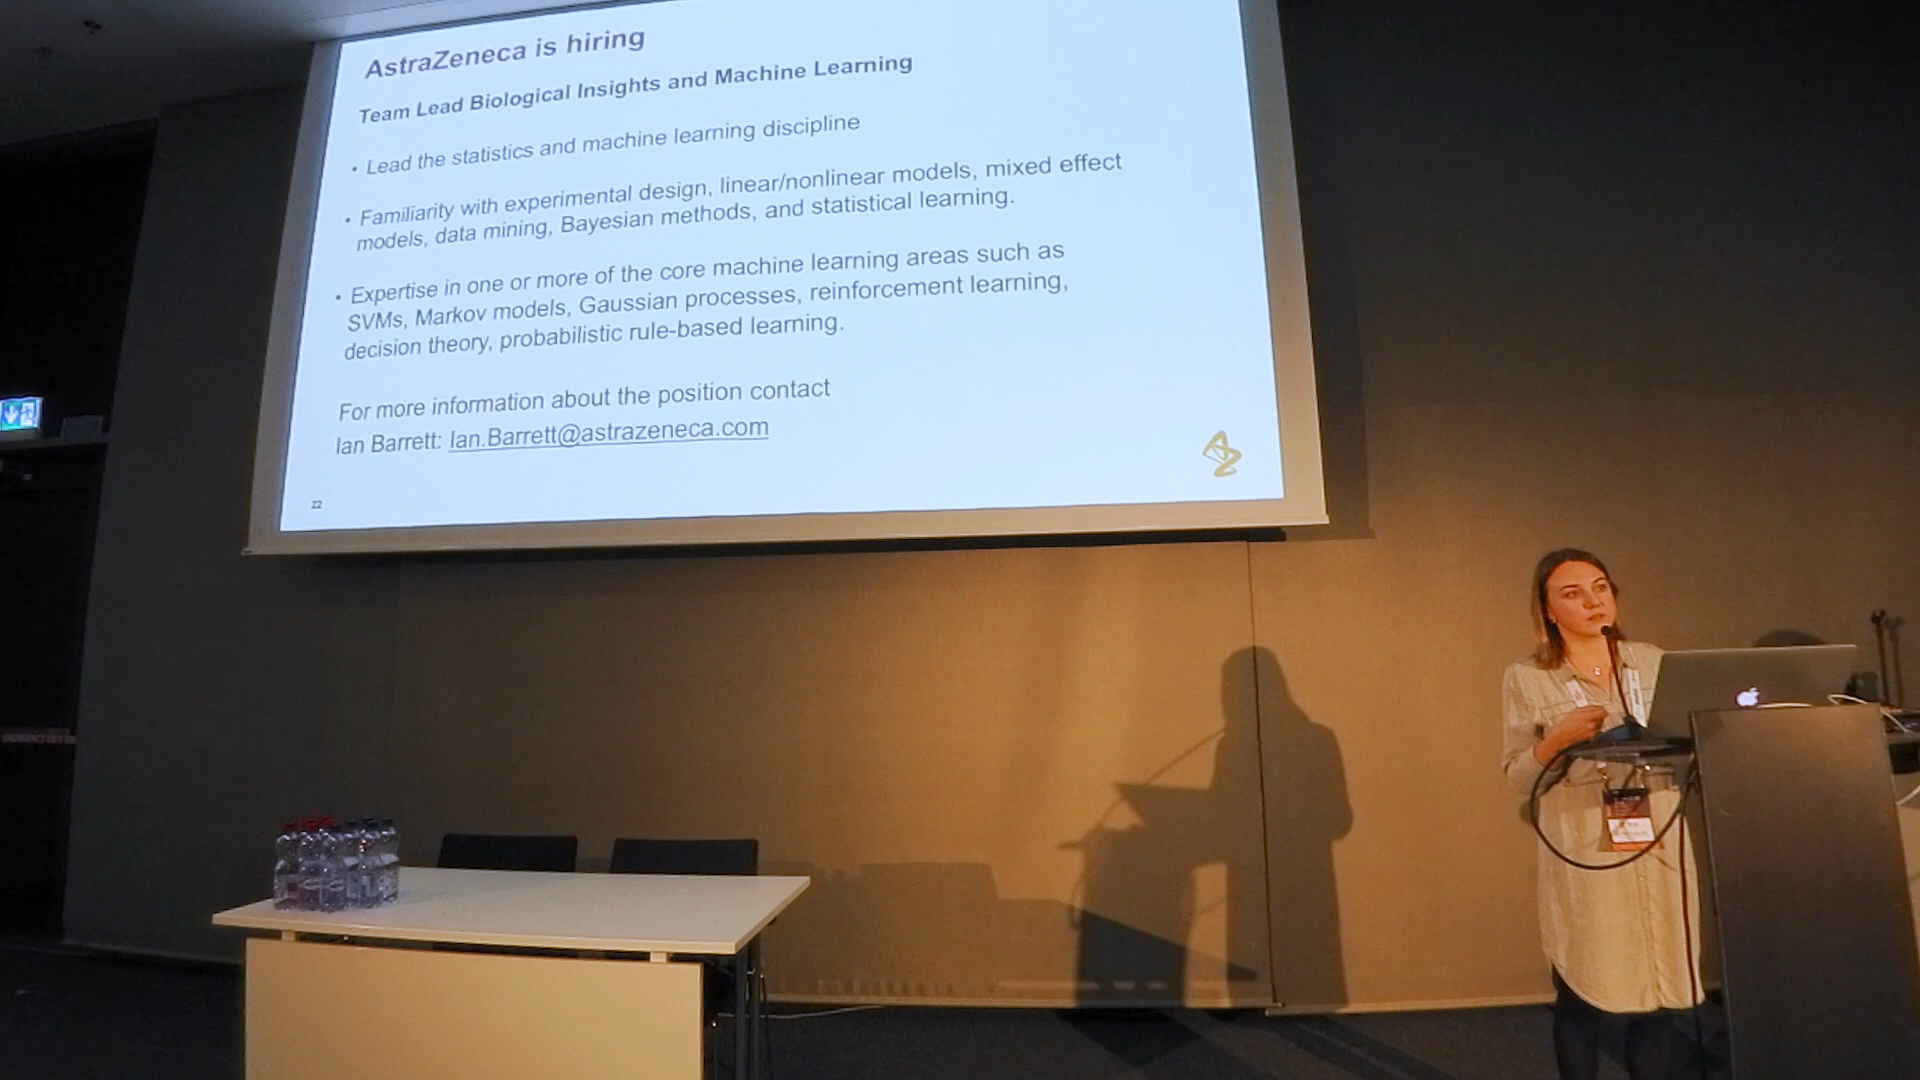 AstraZeneca is hiring
Team Lead Biological Insights and Machine Learning
• Lead the statistics and machine learning discipline
• Familiarity with experimental design, linear/nonlinear models, mixed effect
models, data mining, Bayesian methods, and statistical learning.
• Expertise in one or more of the core machine learning areas such as
SVMs, Markov models, Gaussian processes, reinforcement learning,
decision theory, probabilistic rule-based learning.
For more information about the position contact
Ian Barrett: Ian.Barrett@astrazeneca.com
22